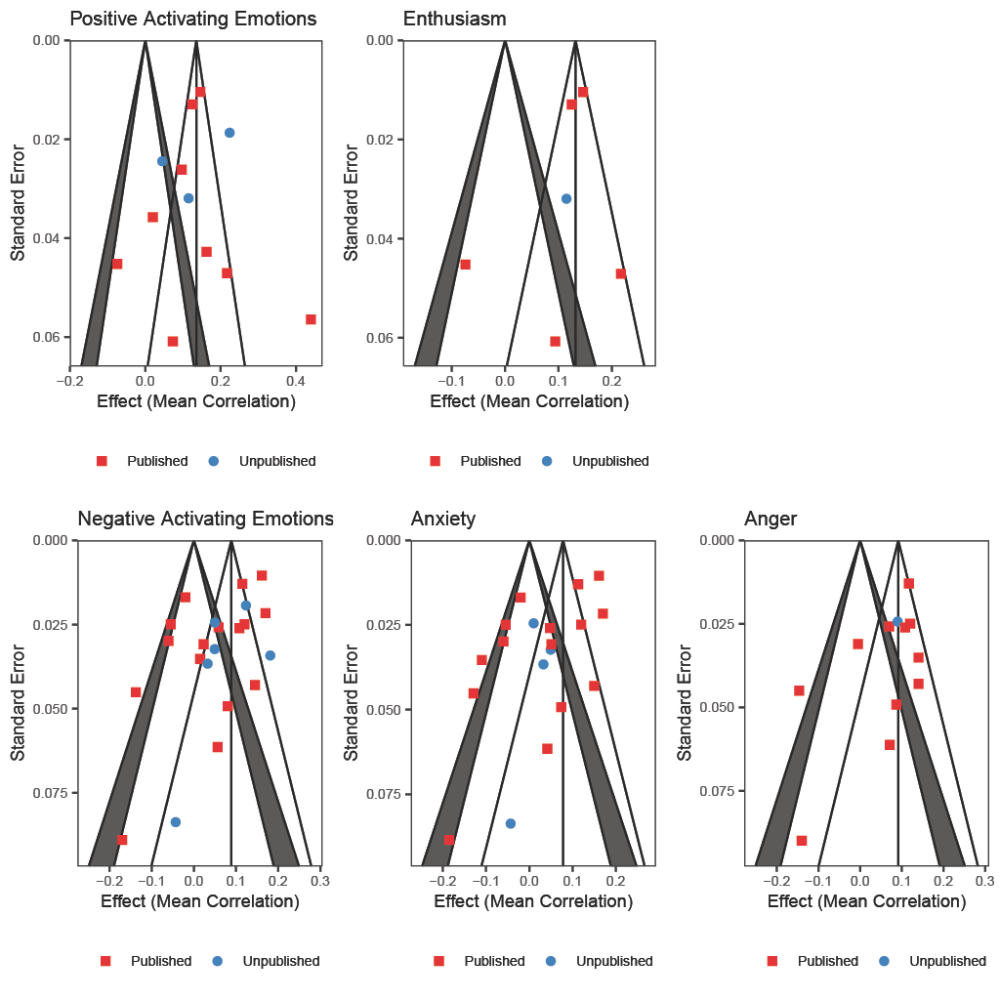 Positive Activating Emotions
0.00
0.02
0.04
0.06
Standard Error
−0.2 0.0 0.2 0.4
Effect (Mean Correlation)
Published Unpublished
Enthusiasm
0.00
0.02
0.04
0.06
Standard Error
−0.1 0.0 0.1 0.2
Effect (Mean Correlation)
Published Unpublished
Negative Activating Emotions
0.000
0.025
0.050
0.075
Standard Error
−0.2 −0.1 0.0 0.1 0.2 0.3
Effect (Mean Correlation)
Published Unpublished
Anxiety
0.000
0.025
0.050
0.075
Standard Error
−0.2 −0.1 0.0 0.1 0.2
Effect (Mean Correlation)
Published Unpublished
Anger
0.000
0.025
0.050
0.075
Standard Error
−0.2 −0.1 0.0 0.1 0.2 0.3
Effect (Mean Correlation)
Published Unpublished